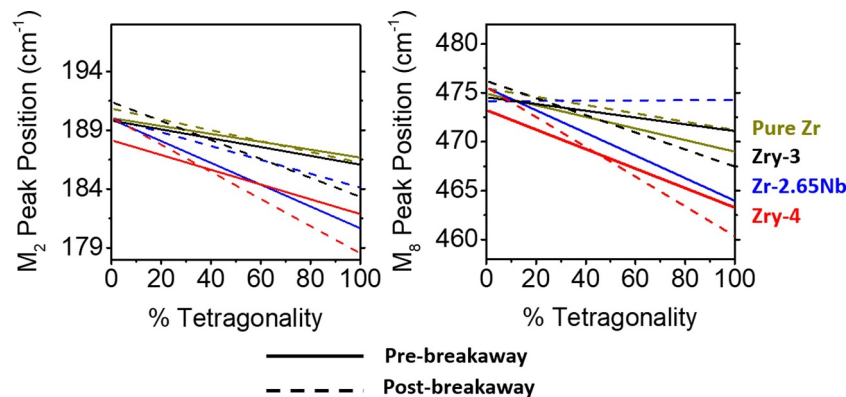 M2 Peak Position (cm-1)
194
189
184
179
0 20 40 60 80 100
% Tetragonality
M8 Peak Position (cm-1)
480
475
470
465
460
0 20 40 60 80 100
% Tetragonality
Pure Zr
Zry-3
Zr-2.65Nb
Zry-4
Pre-breakaway
Post-breakaway